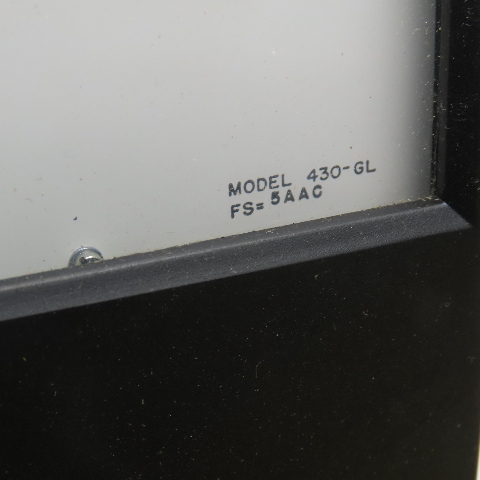 MODEL 430-GL
FS= 5AAC